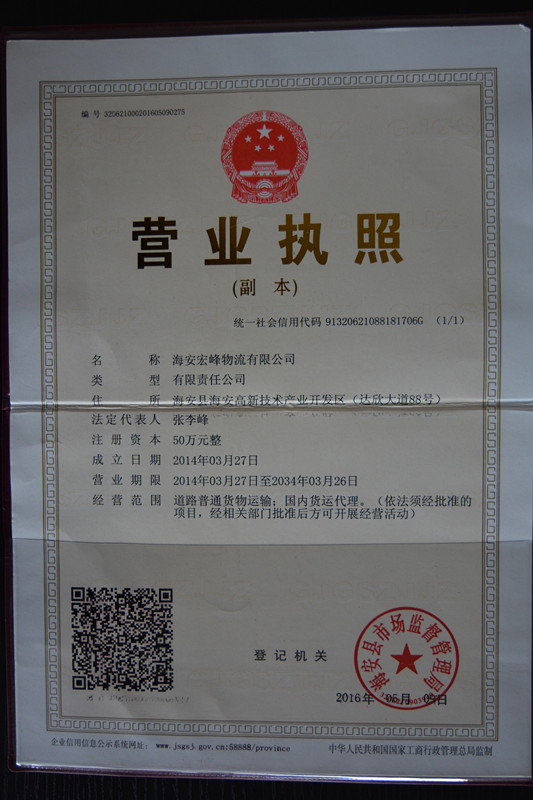 编 号 320621000201605090275
营业执照
(副 本)
统一社会信用代码 91320621088181706G （1/1）
名 称 海安宏峰物流有限公司
类 型 有限责任公司
住 所 海安县海安高新技术产业开发区（达欣大道88号）
法定代表人 张李峰
注册资本 50万元整
成立日期 2014年03月27日
营业期限 2014年03月27日至2034年03月26日
经营范围 道路普通货物运输；国内货运代理。（依法须经批准的
项目，经相关部门批准后方可开展经营活动）
海安县市场监督管理局
登记机关
2016年 05月 09日
企业信用信息公示系统网址： www.jsgsj.gov.cn:58888/province
中华人民共和国国家工商行政管理总局监制